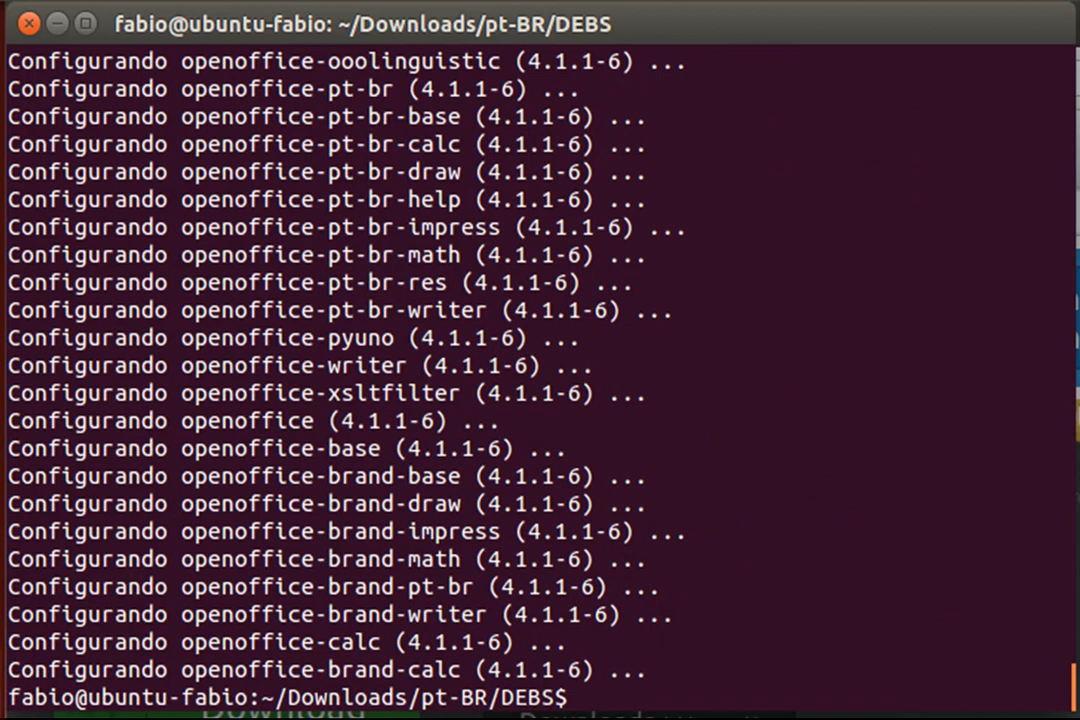 fabio@ubuntu-fabio: ~/Downloads/pt-BR/DEBS
Configurando openoffice-ooolinguistic (4.1.1-6) ...
Configurando openoffice-pt-br (4.1.1-6) ...
Configurando openoffice-pt-br-base (4.1.1-6) ...
Configurando openoffice-pt-br-calc (4.1.1-6) ...
Configurando openoffice-pt-br-draw (4.1.1-6) ...
Configurando openoffice-pt-br-help (4.1.1-6) ...
Configurando openoffice-pt-br-impress (4.1.1-6) ...
Configurando openoffice-pt-br-math (4.1.1-6) ...
Configurando openoffice-pt-br-res (4.1.1-6) ...
Configurando openoffice-pt-br-writer (4.1.1-6) ...
Configurando openoffice-pyuno (4.1.1-6) ...
Configurando openoffice-writer (4.1.1-6) ...
Configurando openoffice-xsltfilter (4.1.1-6) ...
Configurando openoffice (4.1.1-6) ...
Configurando openoffice-base (4.1.1-6) ...
Configurando openoffice-brand-base (4.1.1-6) ...
Configurando openoffice-brand-draw (4.1.1-6) ...
Configurando openoffice-brand-impress (4.1.1-6) ...
Configurando openoffice-brand-math (4.1.1-6) ...
Configurando openoffice-brand-pt-br (4.1.1-6) ...
Configurando openoffice-brand-writer (4.1.1-6) ...
Configurando openoffice-calc (4.1.1-6) ...
Configurando openoffice-brand-calc (4.1.1-6) ...
fabio@ubuntu-fabio:~/Downloads/pt-BR/DEBS$
Download